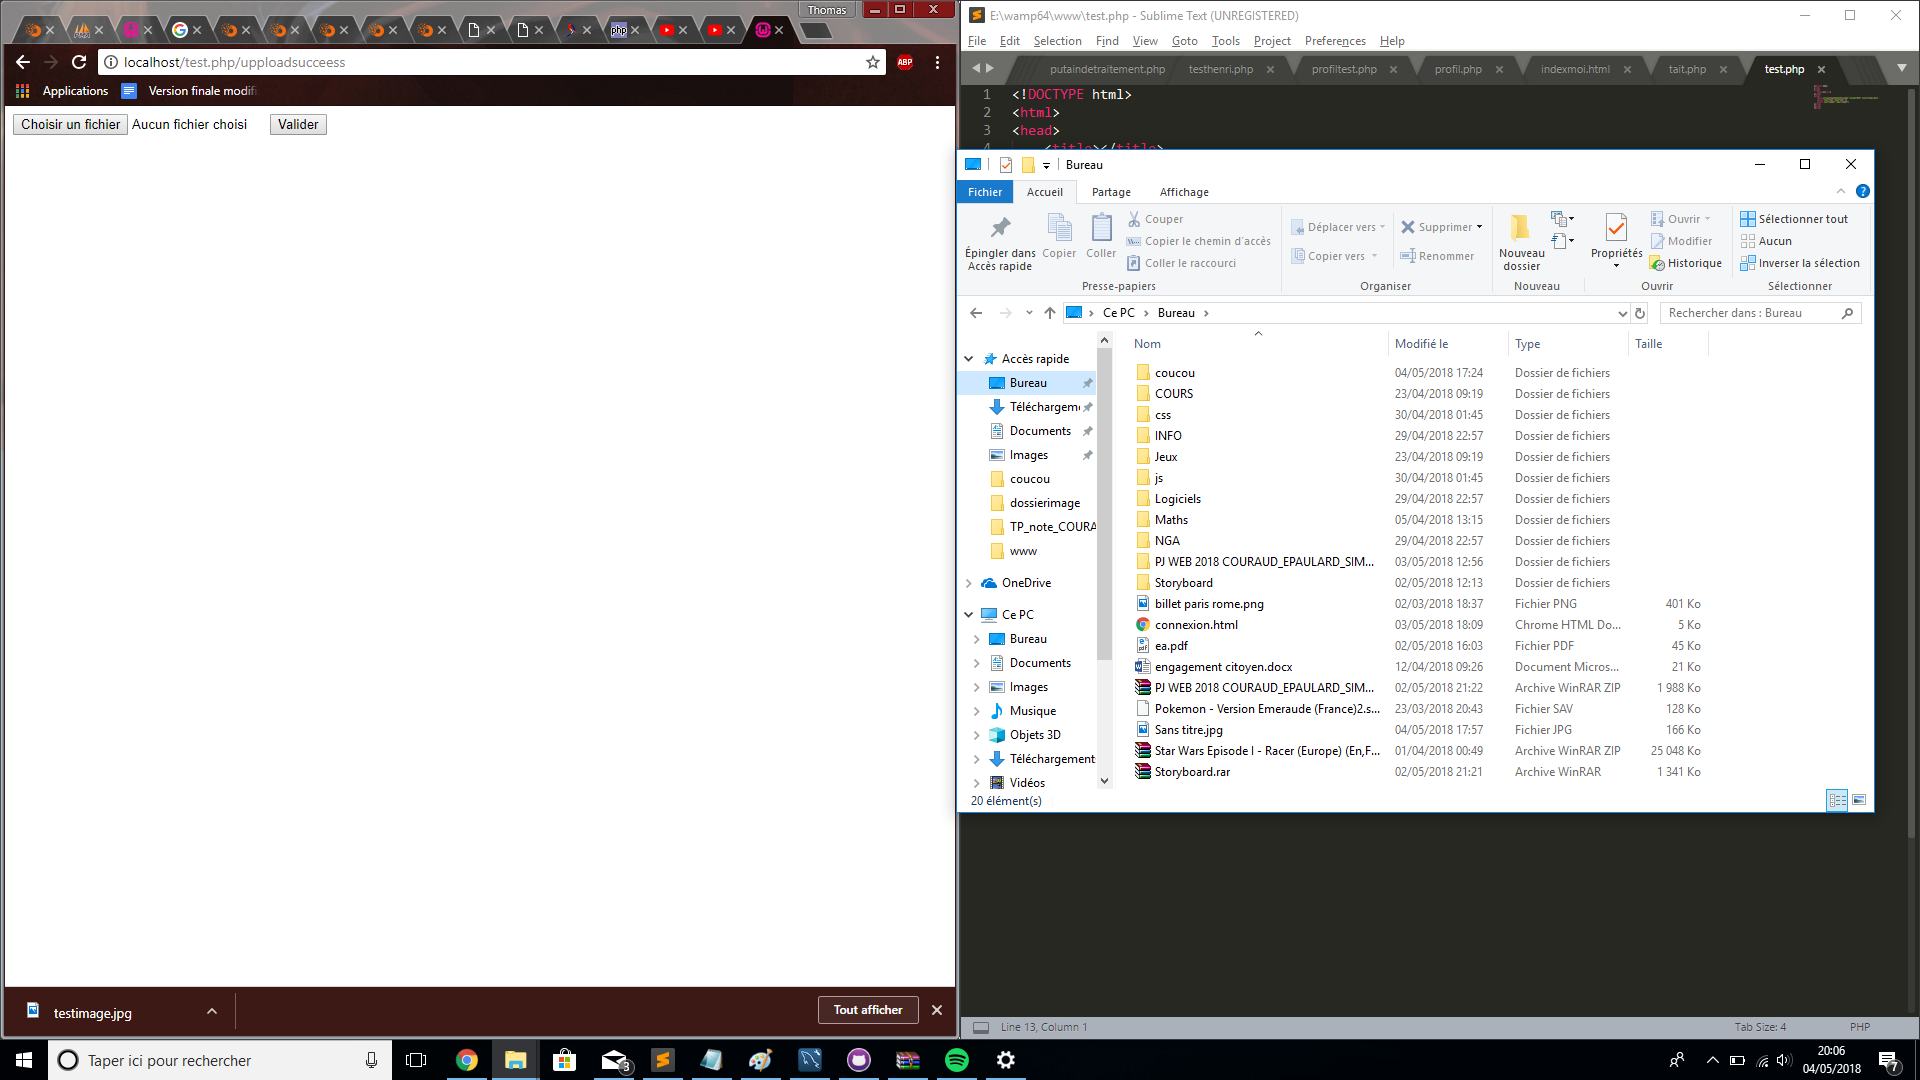 Thomas
localhost/test.php/upploadsucceess
ABP
Applications
Version finale modifi
Choisir un fichier Aucun fichier choisi Valider
testimage.jpg
Tout afficher
E:\wamp64\www\test.php - Sublime Text (UNREGISTERED)
File Edit Selection Find View Goto Tools Project Preferences Help
putaindetraitement.php testhenri.php profiltest.php profil.php indexmoi.html tait.php test.php
1 <!DOCTYPE html>
2 <html>
3 <head>
4 <title></title>
Bureau
Fichier Accueil Partage Affichage
Épingler dans Accès rapide
Copier
Coller
Couper
Copier le chemin d'accès
Coller le raccourci
Presse-papiers
Déplacer vers
Copier vers
Supprimer
Renommer
Organiser
Nouveau dossier
Nouveau
Propriétés
Ouvrir
Modifier
Historique
Ouvrir
Sélectionner tout
Aucun
Inverser la sélection
Sélectionner
Ce PC > Bureau >
Rechercher dans : Bureau
Accès rapide
Bureau
Téléchargem
Documents
Images
coucou
dossierimage
TP_note_COURA
www
OneDrive
Ce PC
Bureau
Documents
Images
Musique
Objets 3D
Téléchargement
Vidéos
Nom Modifié le Type Taille
coucou 04/05/2018 17:24 Dossier de fichiers
COURS 23/04/2018 09:19 Dossier de fichiers
css 30/04/2018 01:45 Dossier de fichiers
INFO 29/04/2018 22:57 Dossier de fichiers
Jeux 23/04/2018 09:19 Dossier de fichiers
js 30/04/2018 01:45 Dossier de fichiers
Logiciels 29/04/2018 22:57 Dossier de fichiers
Maths 05/04/2018 13:15 Dossier de fichiers
NGA 29/04/2018 22:57 Dossier de fichiers
PJ WEB 2018 COURAUD_EPAULARD_SIM... 03/05/2018 12:56 Dossier de fichiers
Storyboard 02/05/2018 12:13 Dossier de fichiers
billet paris rome.png 02/03/2018 18:37 Fichier PNG 401 Ko
connexion.html 03/05/2018 18:09 Chrome HTML Do... 5 Ko
ea.pdf 02/05/2018 16:03 Fichier PDF 45 Ko
engagement citoyen.docx 12/04/2018 09:26 Document Micros... 21 Ko
PJ WEB 2018 COURAUD_EPAULARD_SIM... 02/05/2018 21:22 Archive WinRAR ZIP 1 988 Ko
Pokemon - Version Emeraude (France)2.s... 23/03/2018 20:43 Fichier SAV 128 Ko
Sans titre.jpg 04/05/2018 17:57 Fichier JPG 166 Ko
Star Wars Episode I - Racer (Europe) (En,F... 01/04/2018 00:49 Archive WinRAR ZIP 25 048 Ko
Storyboard.rar 02/05/2018 21:21 Archive WinRAR 1 341 Ko
20 élément(s)
Line 13, Column 1 Tab Size: 4 PHP
Taper ici pour rechercher
3
20:06
04/05/2018
7